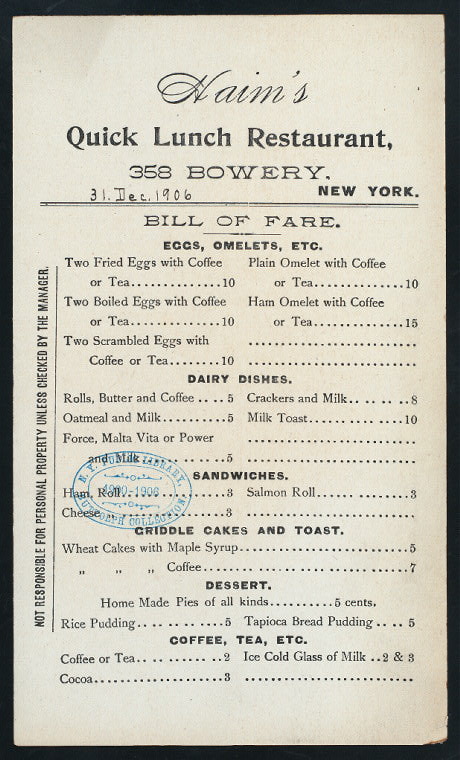 Haim's
Quick Lunch Restaurant,
358 BOWERY,
31. Dec. 1906 NEW YORK.
BILL OF FARE.
EGGS, OMELETS, ETC.
Two Fried Eggs with Coffee
or Tea.............10
Plain Omelet with Coffee
or Tea.............10
Two Boiled Eggs with Coffee
or Tea.............10
Ham Omelet with Coffee
or Tea.............15
Two Scrambled Eggs with
Coffee or Tea........10
DAIRY DISHES.
Rolls, Butter and Coffee .... 5
Crackers and Milk........8
Oatmeal and Milk..........5
Milk Toast..............10
Force, Malta Vita or Power
and Milk............. 5
SANDWICHES.
Ham, Roll................3
Salmon Roll...............3
Cheese...................3
GRIDDLE CAKES AND TOAST.
Wheat Cakes with Maple Syrup..........................5
„ „ „ Coffee................................7
DESSERT.
Home Made Pies of all kinds..........5 cents.
Rice Pudding.............5
Tapioca Bread Pudding .... 5
COFFEE, TEA, ETC.
Coffee or Tea.............2
Ice Cold Glass of Milk ..2 & 3
Cocoa....................3
NOT RESPONSIBLE FOR PERSONAL PROPERTY UNLESS CHECKED BY THE MANAGER.
N. Y. PUBLIC LIBRARY,
1900-1906
BUTTOLPH COLLECTION